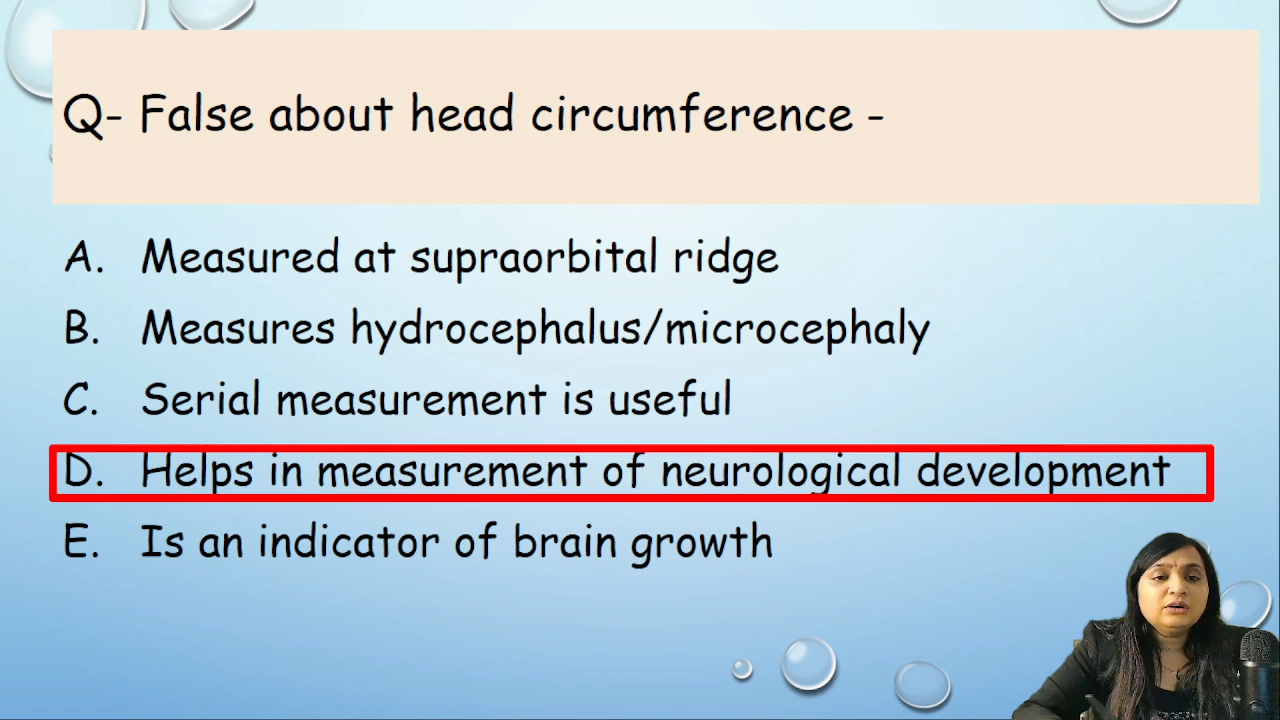 Q- False about head circumference -
A. Measured at supraorbital ridge
B. Measures hydrocephalus/microcephaly
C. Serial measurement is useful
D. Helps in measurement of neurological development
E. Is an indicator of brain growth